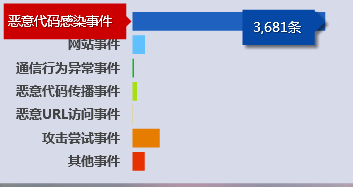 恶意代码感染事件
3,681条
网站事件
通信行为异常事件
恶意代码传播事件
恶意URL访问事件
攻击尝试事件
其他事件